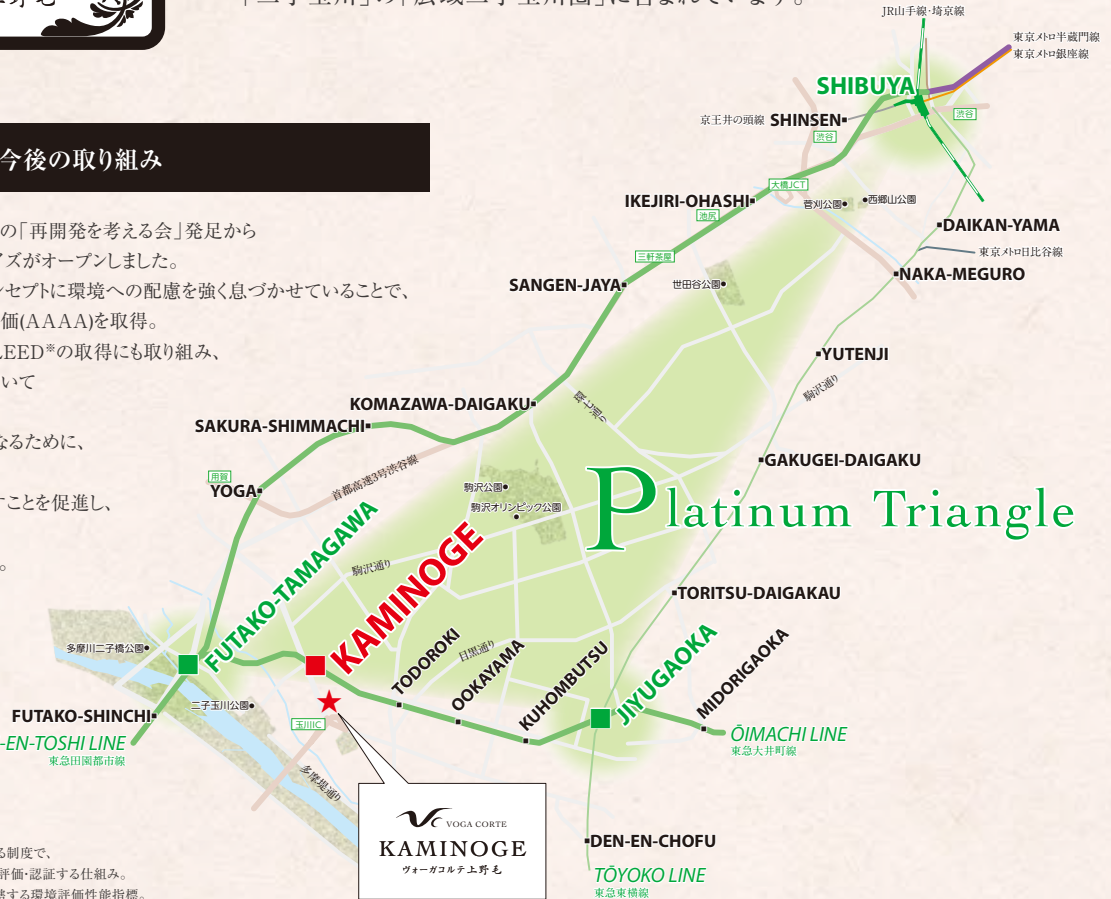 「二子玉川」の「広域二子玉川圏」に含まれています。
今後の取り組み
の「再開発を考える会」発足から
イズがオープンしました。
ンセプトに環境への配慮を強く息づかせていることで、
価(AAAA)を取得。
LEED®の取得にも取り組み、
いて
なるために、
すことを促進し、
。
る制度で、
評価・認証する仕組み。
JR山手線・埼京線
東京メトロ半蔵門線
東京メトロ銀座線
SHIBUYA
渋谷
京王井の頭線 SHINSEN
渋谷
大橋JCT
IKEJIRI-OHASHI
池尻
菅刈公園
西郷山公園
DAIKAN-YAMA
東京メトロ日比谷線
NAKA-MEGURO
三軒茶屋
SANGEN-JAYA
世田谷公園
YUTENJI
駒沢通り
環七通り
KOMAZAWA-DAIGAKU
SAKURA-SHIMMACHI
首都高速3号渋谷線
用賀
YOGA
GAKUGEI-DAIGAKU
駒沢公園
駒沢オリンピック公園
Platinum Triangle
駒沢通り
FUTAKO-TAMAGAWA
KAMINOGE
TORITSU-DAIGAKAU
TODOROKI
目黒通り
OOKAYAMA
KUHOMBUTSU
JIYUGAOKA
MIDORIGAOKA
多摩川二子橋公園
二子玉川公園
FUTAKO-SHINCHI
-EN-TOSHI LINE
東急田園都市線
玉川IC
多摩堤通り
ŌIMACHI LINE
東急大井町線
VOGA CORTE
KAMINOGE
ヴォーガコルテ上野毛
DEN-EN-CHOFU
TŌYOKO LINE
東急東横線